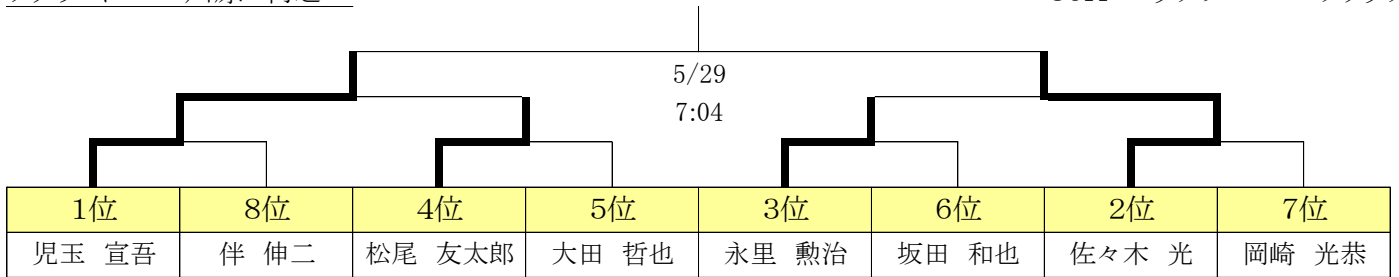 5/29
7:04
1位 8位 4位 5位 3位 6位 2位 7位
児玉 宣吾 伴 伸二 松尾 友太郎 大田 哲也 永里 勲治 坂田 和也 佐々木 光 岡崎 光恭